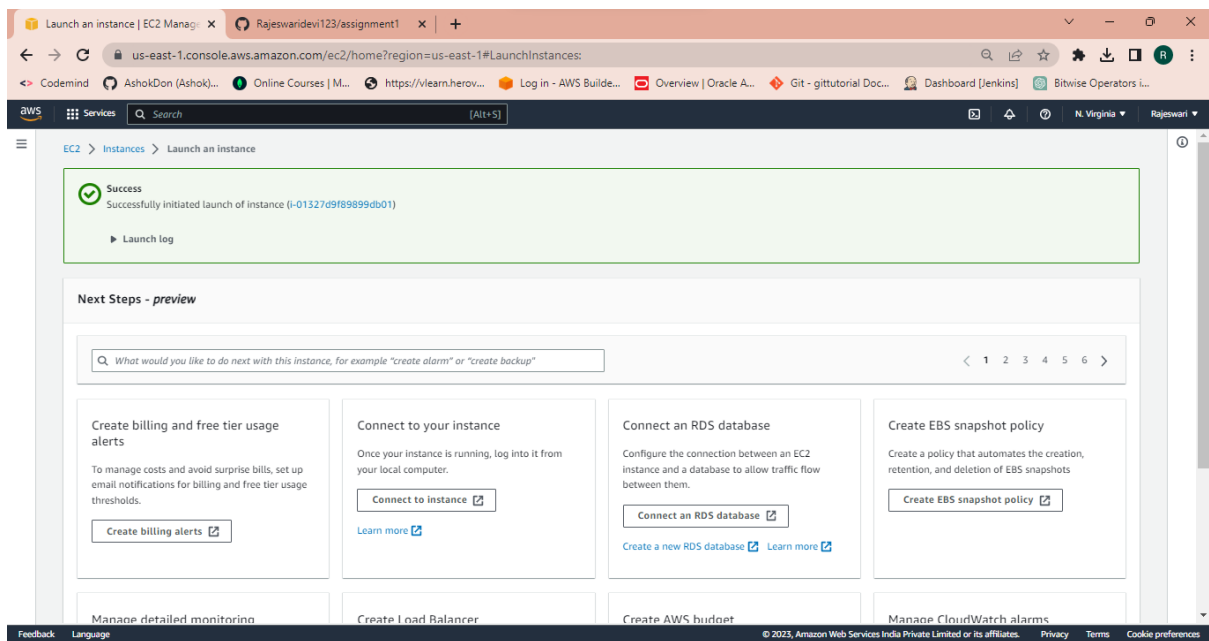 Launch an instance | EC2 Manage
Rajeswaridevi123/assignment1
us-east-1.console.aws.amazon.com/ec2/home?region=us-east-1#LaunchInstances:
R
Codemind
AshokDon (Ashok)...
Online Courses | M...
https://vlearn.herov...
Log in - AWS Builde...
Overview | Oracle A...
Git - gittutorial Doc...
Dashboard [Jenkins]
Bitwise Operators i...
aws
Services
Search
[Alt+S]
N. Virginia
Rajeswari
EC2 > Instances > Launch an instance
Success
Successfully initiated launch of instance (i-01327d9f89899db01)
Launch log
Next Steps - preview
What would you like to do next with this instance, for example "create alarm" or "create backup"
1 2 3 4 5 6
Create billing and free tier usage
alerts
To manage costs and avoid surprise bills, set up
email notifications for billing and free tier usage
thresholds.
Create billing alerts
Connect to your instance
Once your instance is running, log into it from
your local computer.
Connect to instance
Learn more
Connect an RDS database
Configure the connection between an EC2
instance and a database to allow traffic flow
between them.
Connect an RDS database
Create a new RDS database Learn more
Create EBS snapshot policy
Create a policy that automates the creation,
retention, and deletion of EBS snapshots
Create EBS snapshot policy
Manage detailed monitoring
Create Load Balancer
Create AWS budget
Manage CloudWatch alarms
Feedback Language
© 2023, Amazon Web Services India Private Limited or its affiliates. Privacy Terms Cookie preferences